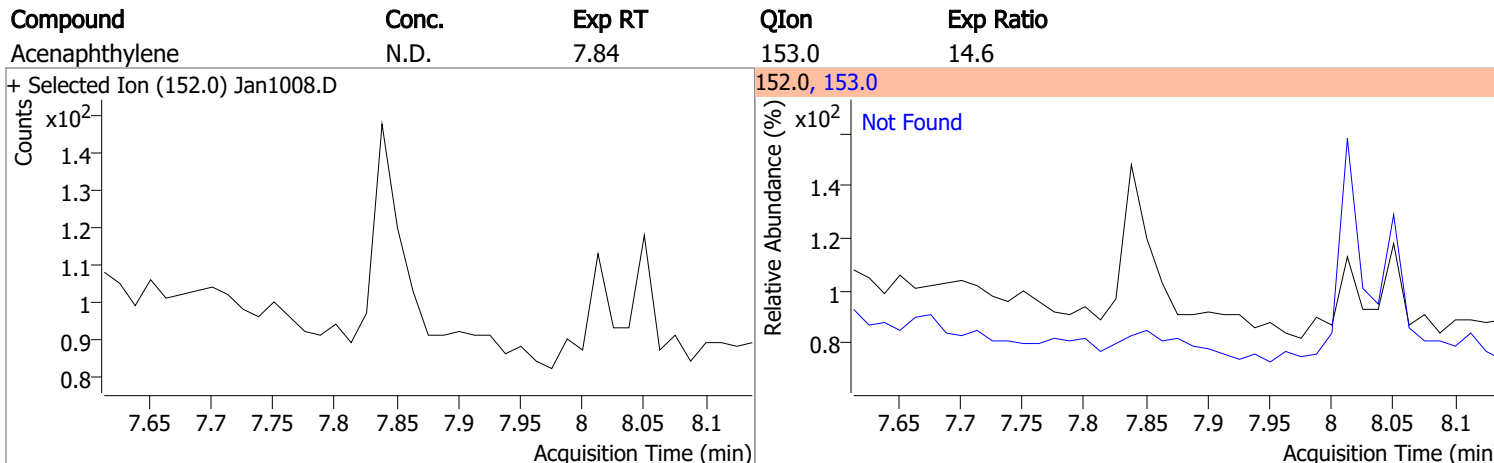 Compound Conc. Exp RT QIon Exp Ratio
Acenaphthylene N.D. 7.84 153.0 14.6
+ Selected Ion (152.0) Jan1008.D
Counts
x10²
1.4
1.3
1.2
1.1
1
0.9
0.8
7.65 7.7 7.75 7.8 7.85 7.9 7.95 8 8.05 8.1
Acquisition Time (min)
152.0, 153.0
Relative Abundance (%)
x10²
Not Found
1.4
1.2
1
0.8
7.65 7.7 7.75 7.8 7.85 7.9 7.95 8 8.05 8.1
Acquisition Time (min